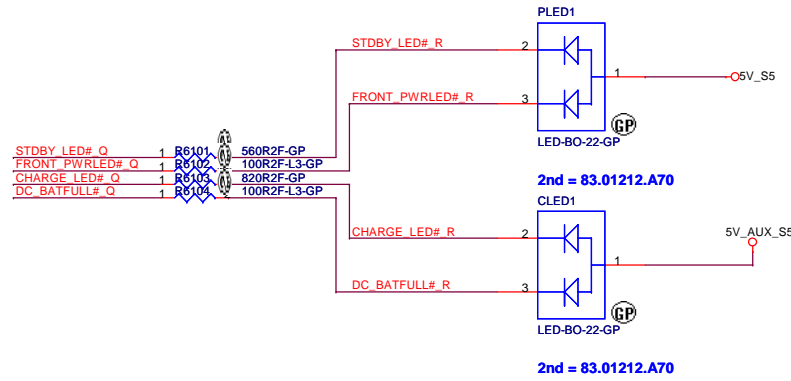 PLED1
STDBY_LED#_R
2
1
5V_S5
FRONT_PWRLED#_R
3
GP
LED-BO-22-GP
STDBY_LED#_Q
1
R6101
560R2F-GP
FRONT_PWRLED#_Q
1
R6102
100R2F-L3-GP
CHARGE_LED#_Q
1
R6103
820R2F-GP
DC_BATFULL#_Q
1
R6104
2
100R2F-L3-GP
2nd = 83.01212.A70
CLED1
CHARGE_LED#_R
2
1
5V_AUX_S5
DC_BATFULL#_R
3
GP
LED-BO-22-GP
2nd = 83.01212.A70